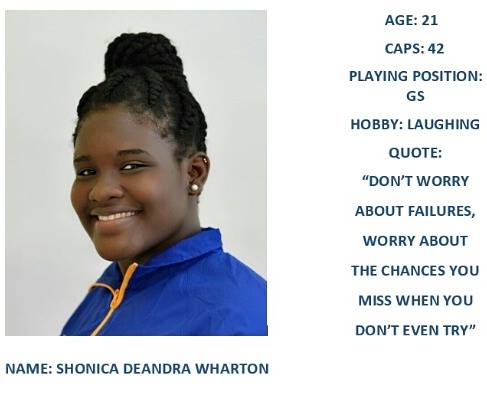 AGE: 21
CAPS: 42
PLAYING POSITION:
GS
HOBBY: LAUGHING
QUOTE:
“DON’T WORRY
ABOUT FAILURES,
WORRY ABOUT
THE CHANCES YOU
MISS WHEN YOU
DON’T EVEN TRY”
NAME: SHONICA DEANDRA WHARTON